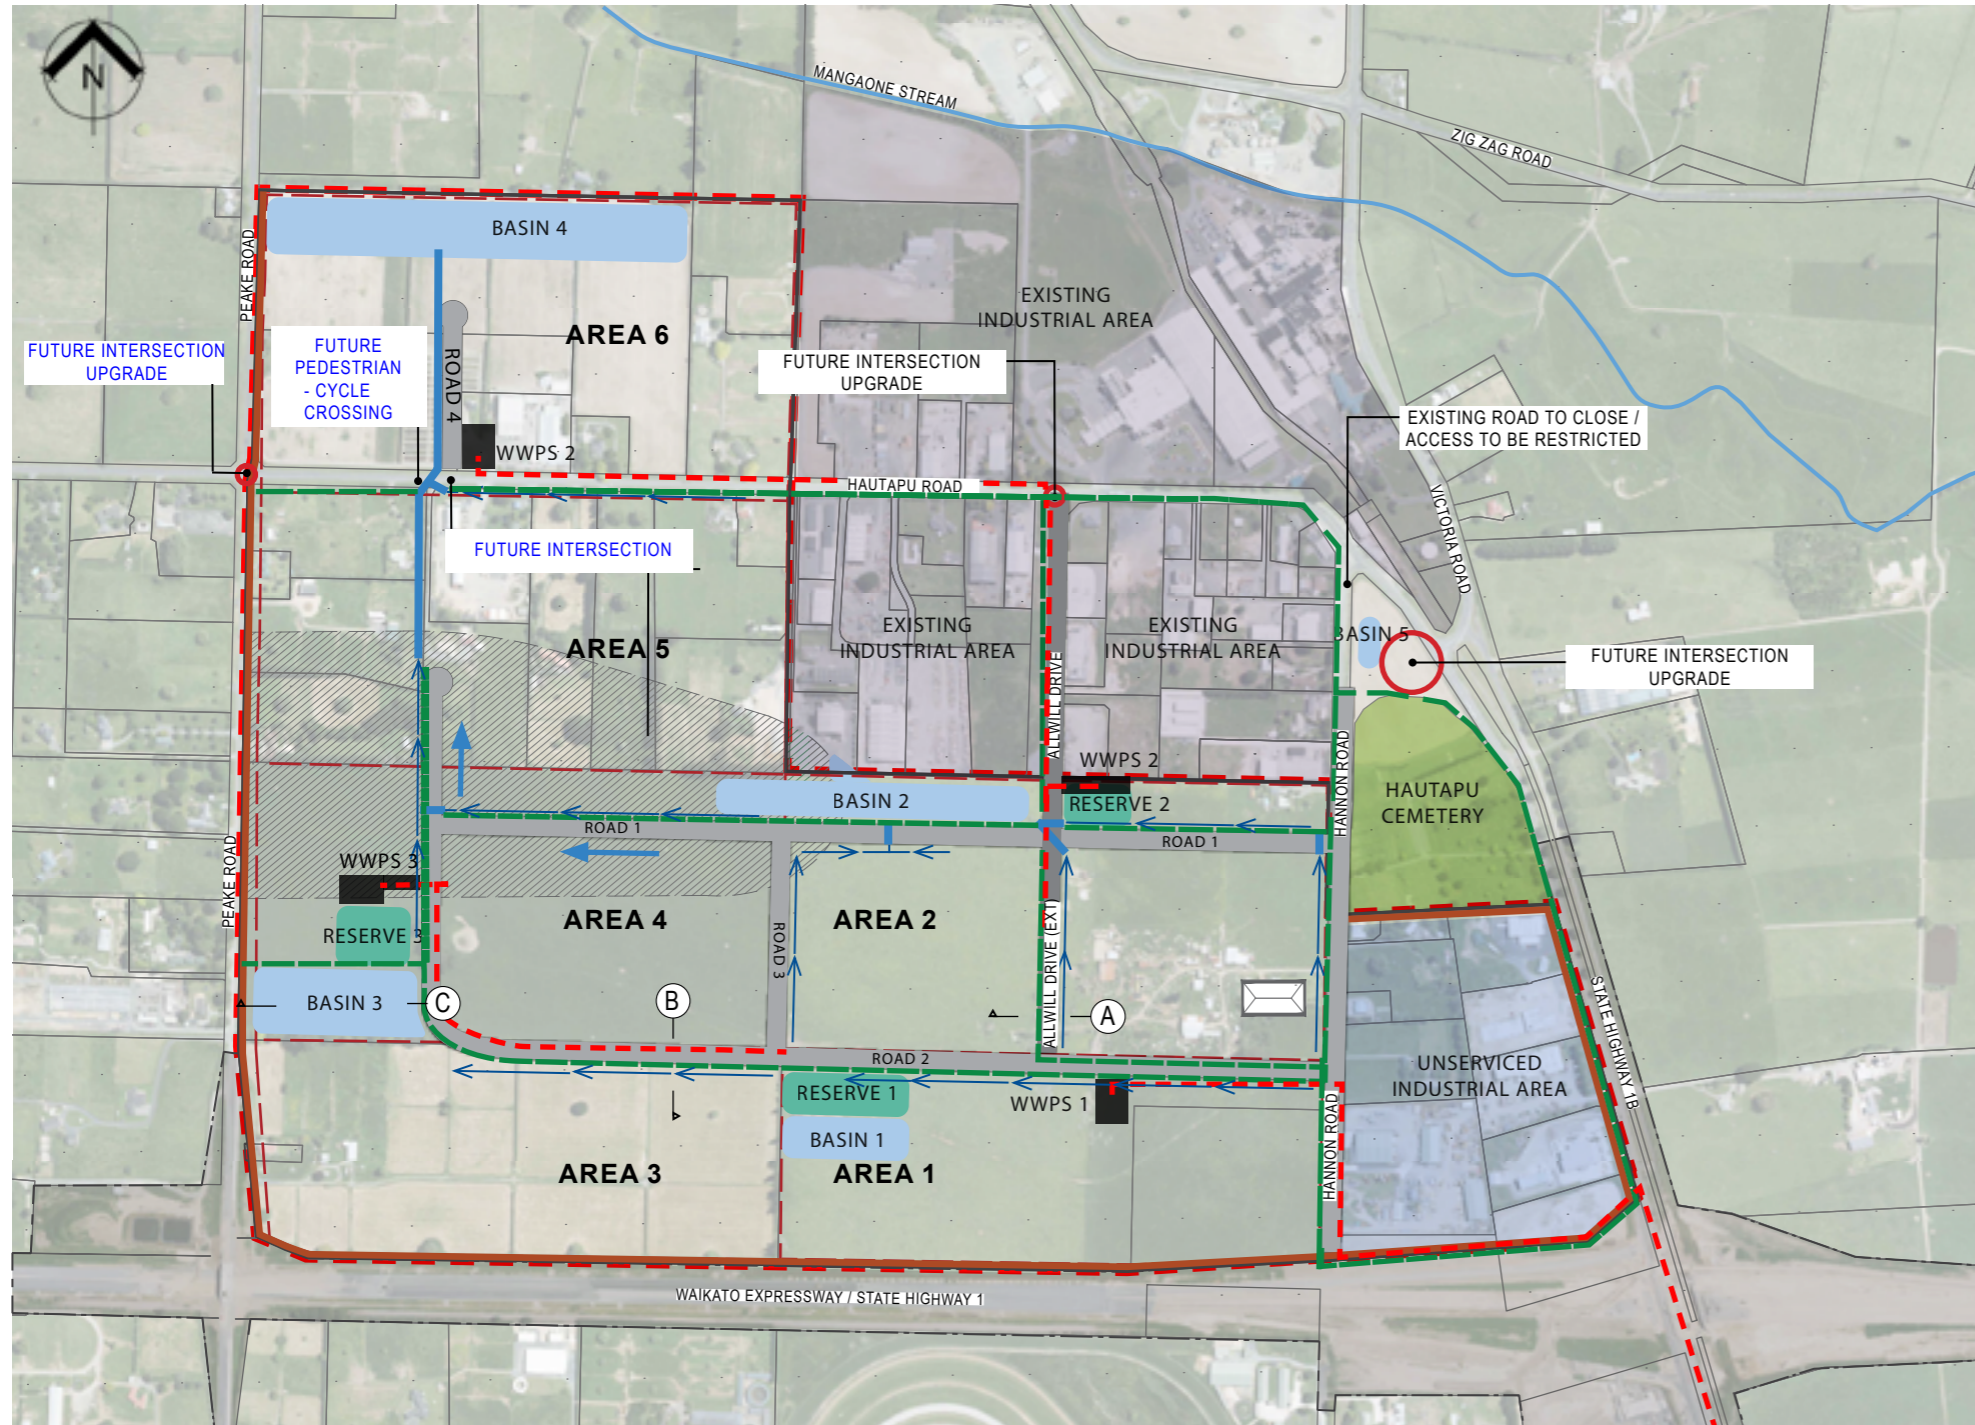 N
MANGAONE STREAM
ZIG ZAG ROAD
BASIN 4
PEAKE ROAD
EXISTING
INDUSTRIAL AREA
AREA 6
FUTURE INTERSECTION
UPGRADE
FUTURE
PEDESTRIAN
- CYCLE
CROSSING
ROAD 4
FUTURE INTERSECTION
UPGRADE
EXISTING ROAD TO CLOSE /
ACCESS TO BE RESTRICTED
WWPS 2
HAUTAPU ROAD
VICTORIA ROAD
FUTURE INTERSECTION
AREA 5
EXISTING
INDUSTRIAL AREA
EXISTING
INDUSTRIAL AREA
BASIN 5
FUTURE INTERSECTION
UPGRADE
ALLWILL DRIVE
WWPS 2
HANNON ROAD
HAUTAPU
CEMETERY
BASIN 2
RESERVE 2
ROAD 1
ROAD 1
WWPS 3
PEAKE ROAD
AREA 4
AREA 2
RESERVE 3
ROAD 3
ALLWILL DRIVE (EXT)
BASIN 3
C
B
A
STATE HIGHWAY 1B
ROAD 2
UNSERVICED
INDUSTRIAL AREA
RESERVE 1
WWPS 1
BASIN 1
HANNON ROAD
AREA 3
AREA 1
WAIKATO EXPRESSWAY / STATE HIGHWAY 1